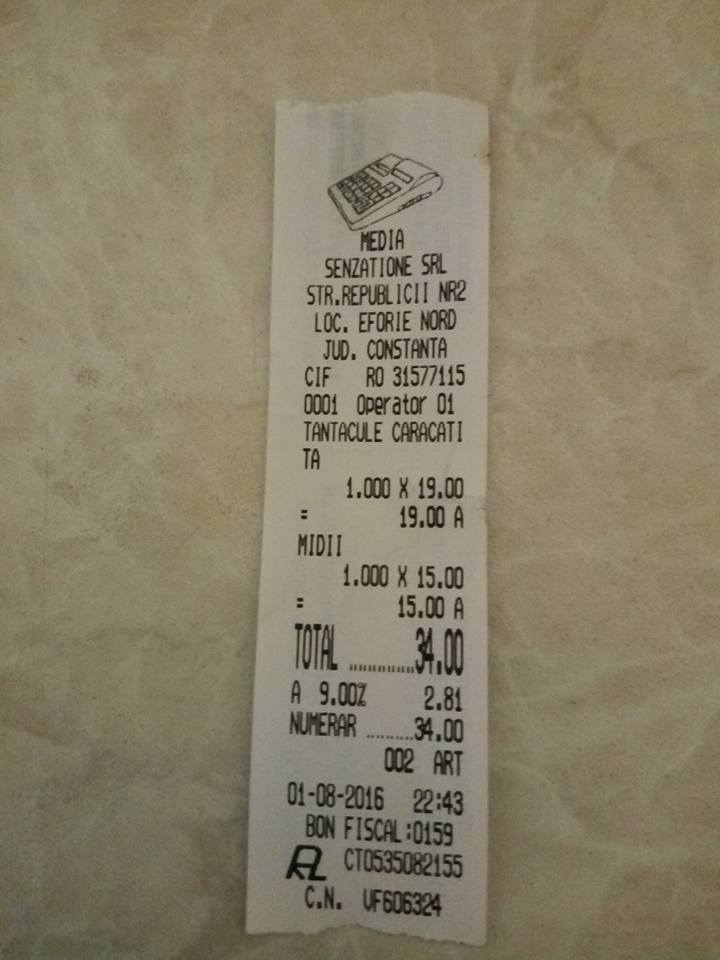 MEDIA
SENZATIONE SRL
STR.REPUBLICII NR2
LOC. EFORIE NORD
JUD. CONSTANTA
CIF RO 31577115
0001 Operator 01
TANTACULE CARACATI
TA
1.000 X 19.00
= 19.00 A
MIDII
1.000 X 15.00
= 15.00 A
TOTAL .............34.00
A 9.00% 2.81
NUMERAR .........34.00
002 ART
01-08-2016 22:43
BON FISCAL:0159
CT0535082155
C.N. VF606324